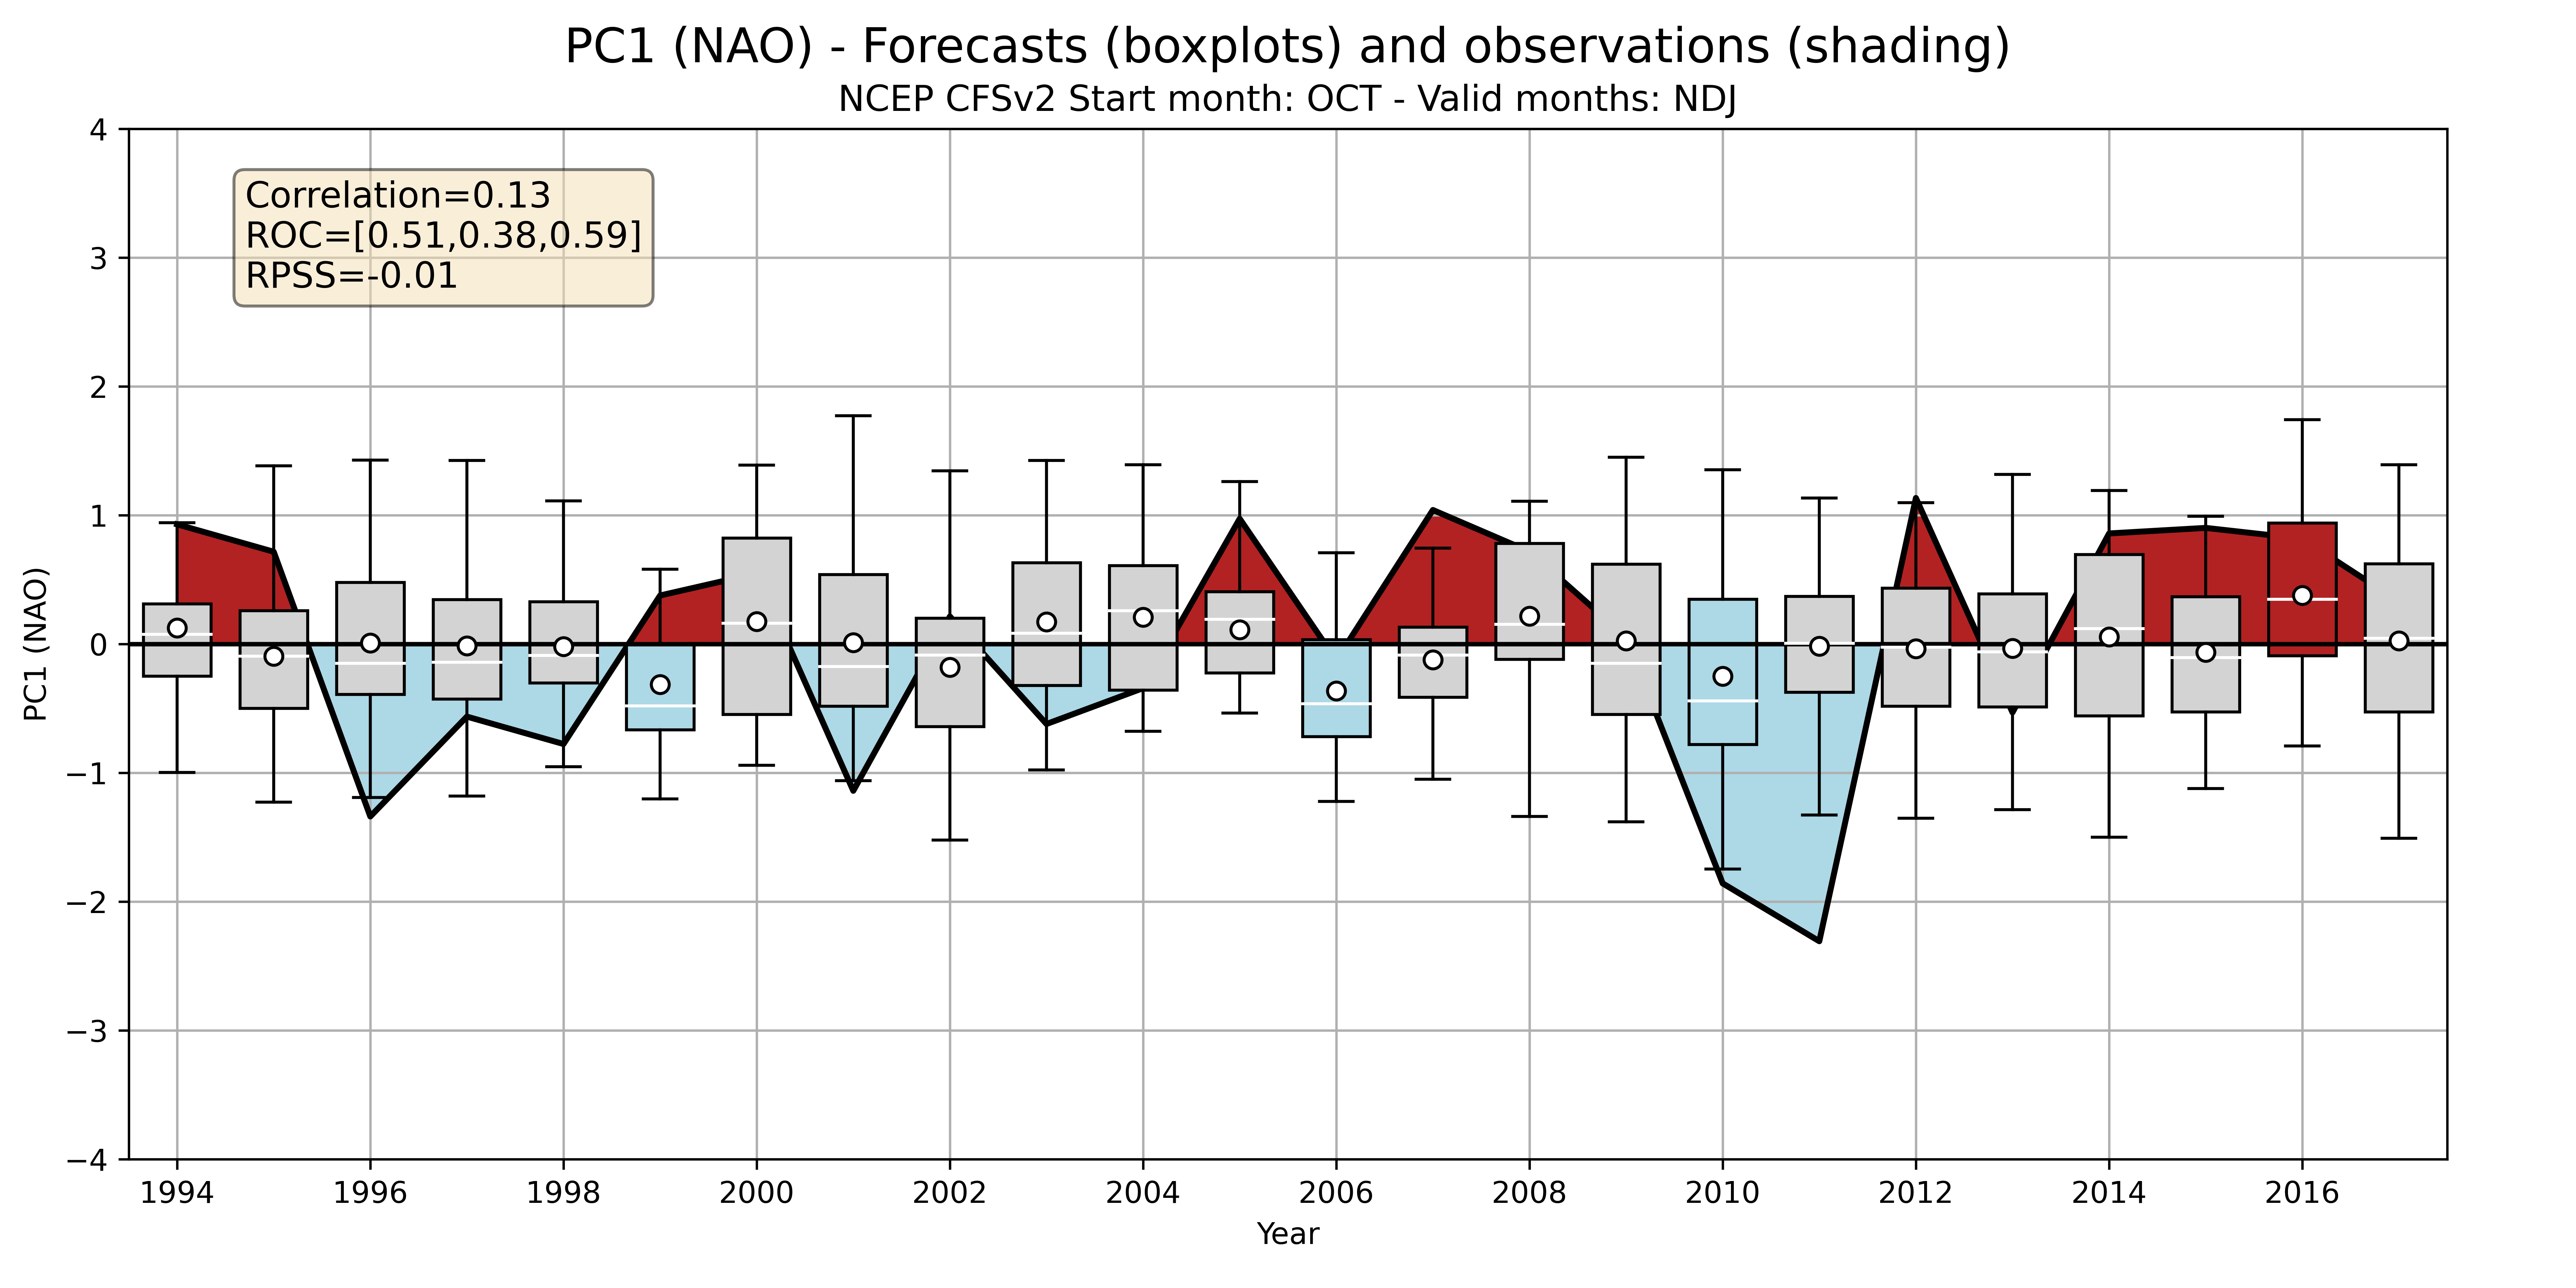 PC1 (NAO) - Forecasts (boxplots) and observations (shading)
NCEP CFSv2 Start month: OCT - Valid months: NDJ
Correlation=0.13
ROC=[0.51,0.38,0.59]
RPSS=-0.01
PC1 (NAO)
4
3
2
1
0
−1
−2
−3
−4
1994 1996 1998 2000 2002 2004 2006 2008 2010 2012 2014 2016
Year